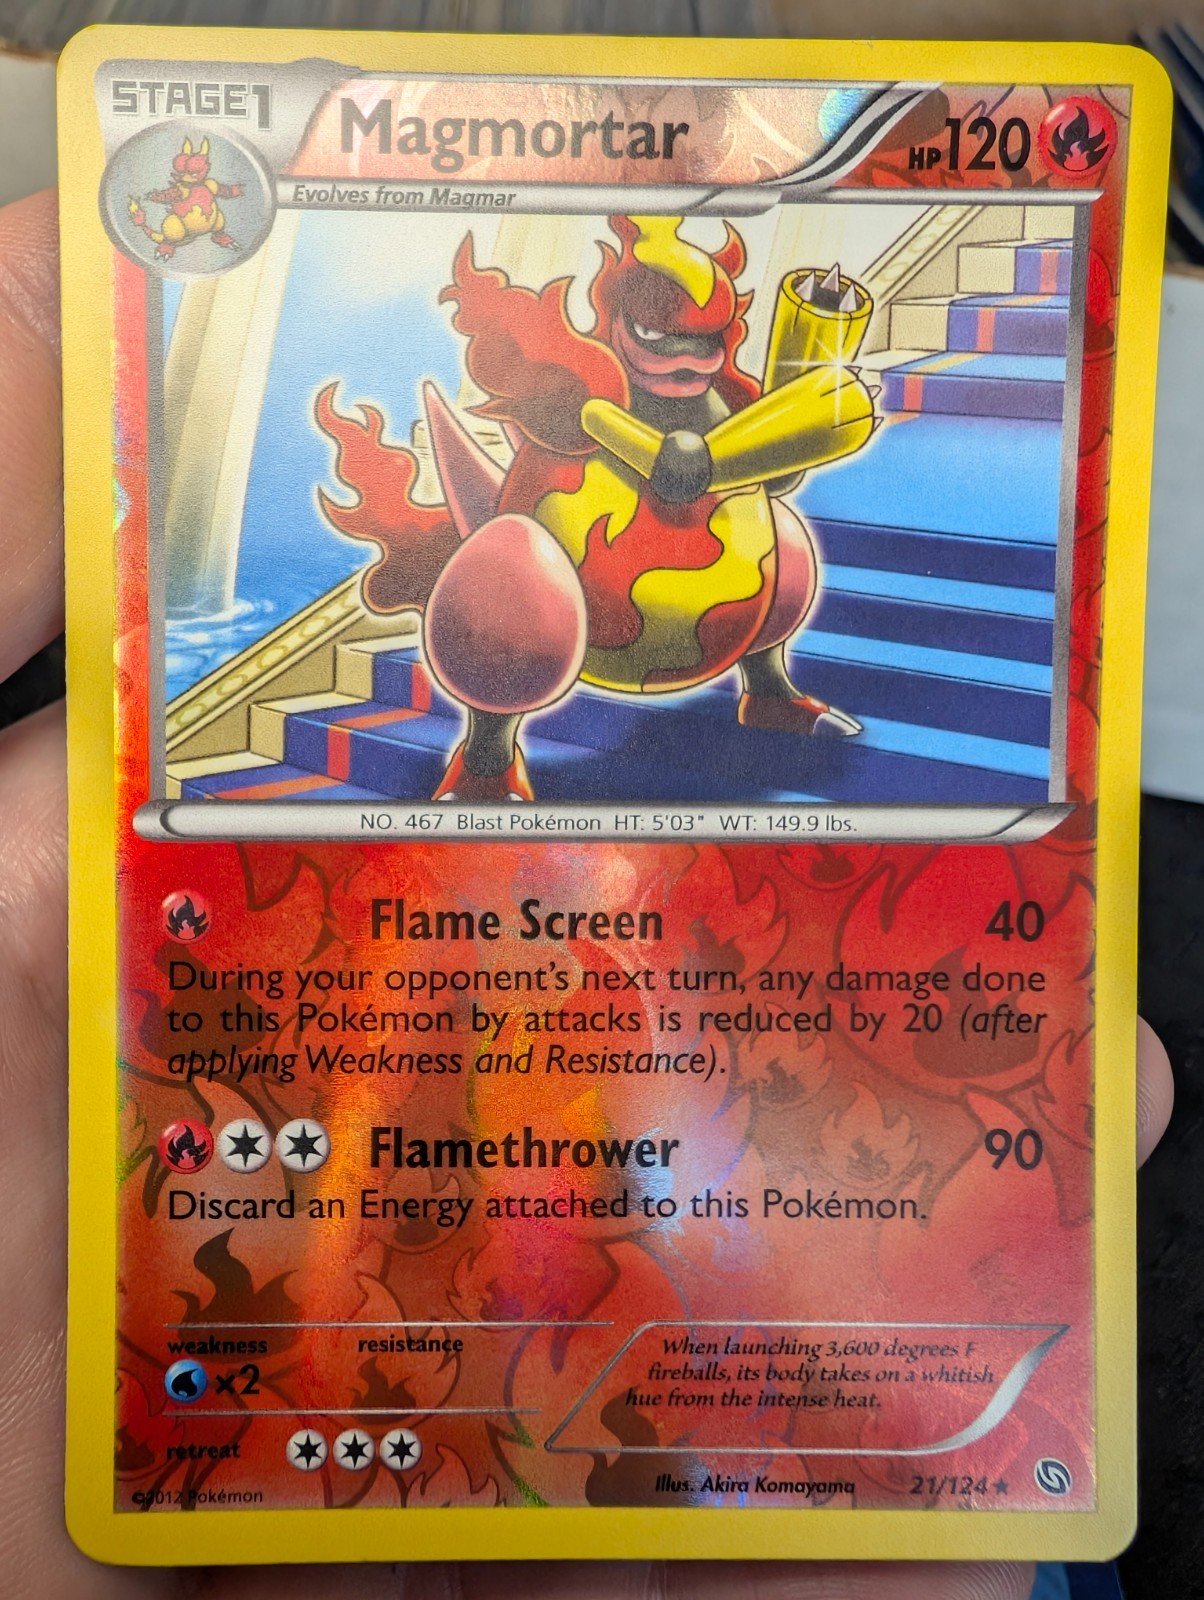 STAGE1
Magmortar
HP120
Evolves from Magmar
NO. 467 Blast Pokémon HT: 5'03" WT: 149.9 lbs.
Flame Screen 40
During your opponent's next turn, any damage done
to this Pokémon by attacks is reduced by 20 (after
applying Weakness and Resistance).
Flamethrower 90
Discard an Energy attached to this Pokémon.
weakness resistance
×2
When launching 3,600 degrees F
fireballs, its body takes on a whitish
hue from the intense heat.
retreat
Illus. Akira Komayama 21/124 ★
©2012 Pokémon